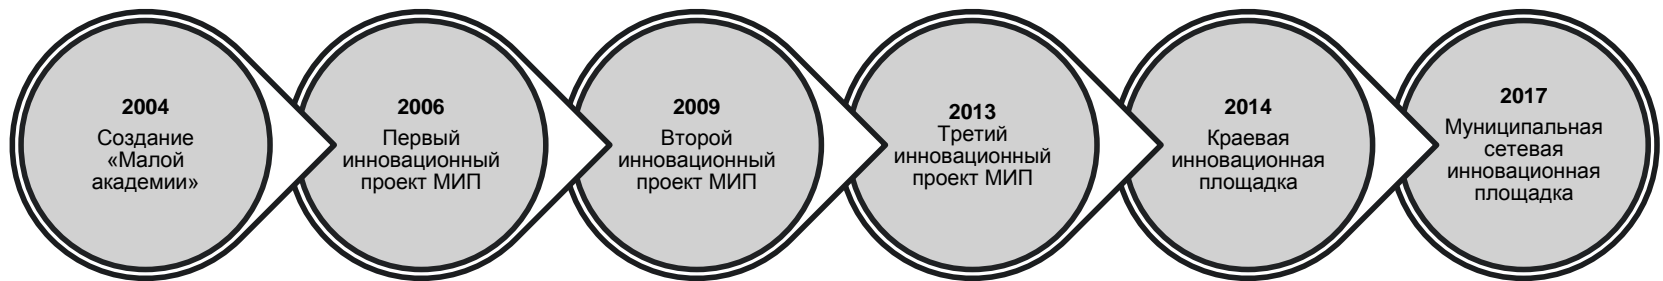 2004
Создание
«Малой
академии»
2006
Первый
инновационный
проект МИП
2009
Второй
инновационный
проект МИП
2013
Третий
инновационный
проект МИП
2014
Краевая
инновационная
площадка
2017
Муниципальная
сетевая
инновационная
площадка